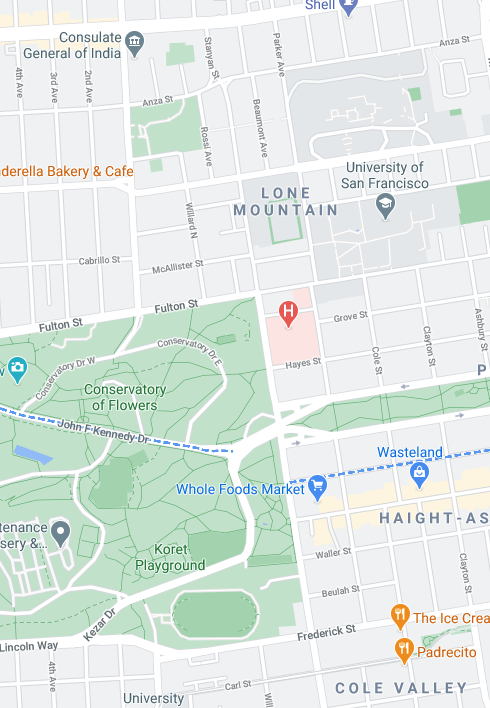 Shell
Consulate
General of India
Stanyan St
Parker Ave
Anza St
4th Ave
3rd Ave
2nd Ave
Anza St
Beaumont Ave
Rossi Ave
nderella Bakery & Cafe
University of
San Francisco
LONE
MOUNTAIN
Willard N
Cabrillo St
McAllister St
Fulton St
Fulton St
H
Grove St
Ashbury St
Clayton St
Cole St
Conservatory Dr W
Conservatory Dr E
Hayes St
P
Conservatory
of Flowers
John F Kennedy Dr
Wasteland
Whole Foods Market
HAIGHT-AS
tenance
sery &...
Koret
Playground
Waller St
Clayton St
Beulah St
Kezar Dr
The Ice Crea
Frederick St
Lincoln Way
Padrecito
4th Ave
Carl St
University
COLE VALLEY